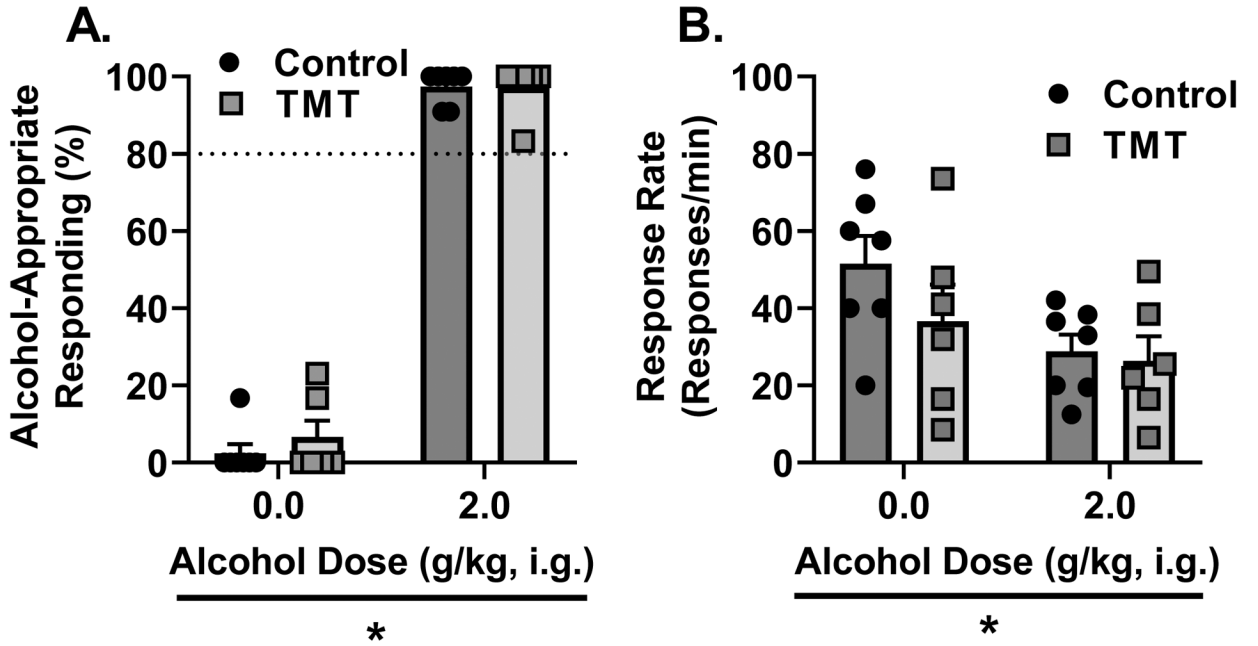 A.
Control
TMT
Alcohol-Appropriate
Responding (%)
100
80
60
40
20
0
0.0 2.0
Alcohol Dose (g/kg, i.g.)
*
B.
Control
TMT
Response Rate
(Responses/min)
100
80
60
40
20
0
0.0 2.0
Alcohol Dose (g/kg, i.g.)
*